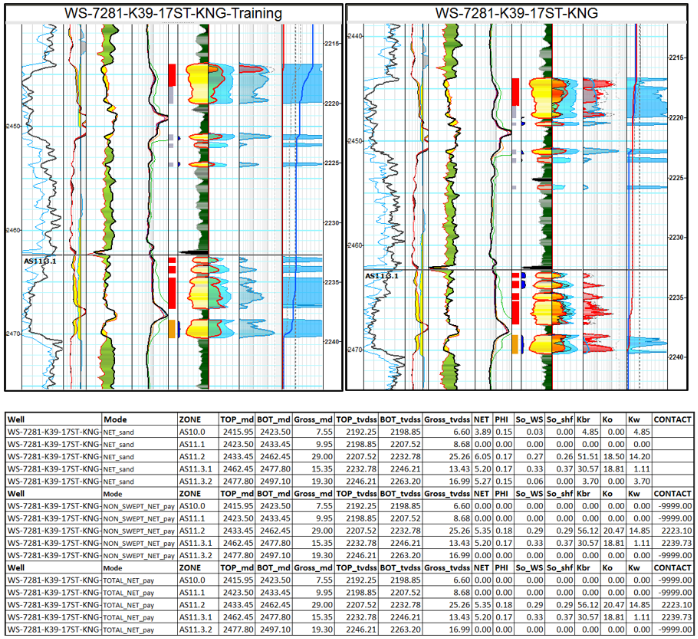 WS-7281-K39-17ST-KNG-Training WS-7281-K39-17ST-KNG
2215
2220
2225
2230
2235
2240
2450
2460
2470
AS11.3.1
2440
2450
2460
2470
AS11.3.1
2215
2220
2225
2230
2235
2240
Well Mode ZONE TOP_md BOT_md Gross_md TOP_tvdss BOT_tvdss Gross_tvdss NET PHI So_WS So_shf Kbr Ko Kw CONTACT
WS-7281-K39-17ST-KNG- NET_sand AS10.0 2415.95 2423.50 7.55 2192.25 2198.85 6.60 3.89 0.15 0.03 0.00 4.85 0.00 4.85
WS-7281-K39-17ST-KNG- NET_sand AS11.1 2423.50 2433.45 9.95 2198.85 2207.52 8.68 0.00 0.00 0.00 0.00 0.00 0.00 0.00
WS-7281-K39-17ST-KNG- NET_sand AS11.2 2433.45 2462.45 29.00 2207.52 2232.78 25.26 6.05 0.17 0.27 0.26 51.51 18.50 14.20
WS-7281-K39-17ST-KNG- NET_sand AS11.3.1 2462.45 2477.80 15.35 2232.78 2246.21 13.43 5.20 0.17 0.33 0.37 30.57 18.81 1.11
WS-7281-K39-17ST-KNG- NET_sand AS11.3.2 2477.80 2497.10 19.30 2246.21 2263.20 16.99 5.27 0.15 0.06 0.00 3.70 0.00 3.70
Well Mode ZONE TOP_md BOT_md Gross_md TOP_tvdss BOT_tvdss Gross_tvdss NET PHI So_WS So_shf Kbr Ko Kw CONTACT
WS-7281-K39-17ST-KNG- NON_SWEPT_NET_pay AS10.0 2415.95 2423.50 7.55 2192.25 2198.85 6.60 0.00 0.00 0.00 0.00 0.00 0.00 0.00 -9999.00
WS-7281-K39-17ST-KNG- NON_SWEPT_NET_pay AS11.1 2423.50 2433.45 9.95 2198.85 2207.52 8.68 0.00 0.00 0.00 0.00 0.00 0.00 0.00 -9999.00
WS-7281-K39-17ST-KNG- NON_SWEPT_NET_pay AS11.2 2433.45 2462.45 29.00 2207.52 2232.78 25.26 5.35 0.18 0.29 0.29 56.12 20.47 14.85 2223.10
WS-7281-K39-17ST-KNG- NON_SWEPT_NET_pay AS11.3.1 2462.45 2477.80 15.35 2232.78 2246.21 13.43 5.20 0.17 0.33 0.37 30.57 18.81 1.11 2239.73
WS-7281-K39-17ST-KNG- NON_SWEPT_NET_pay AS11.3.2 2477.80 2497.10 19.30 2246.21 2263.20 16.99 0.00 0.00 0.00 0.00 0.00 0.00 0.00 -9999.00
Well Mode ZONE TOP_md BOT_md Gross_md TOP_tvdss BOT_tvdss Gross_tvdss NET PHI So_WS So_shf Kbr Ko Kw CONTACT
WS-7281-K39-17ST-KNG- TOTAL_NET_pay AS10.0 2415.95 2423.50 7.55 2192.25 2198.85 6.60 0.00 0.00 0.00 0.00 0.00 0.00 0.00 -9999.00
WS-7281-K39-17ST-KNG- TOTAL_NET_pay AS11.1 2423.50 2433.45 9.95 2198.85 2207.52 8.68 0.00 0.00 0.00 0.00 0.00 0.00 0.00 -9999.00
WS-7281-K39-17ST-KNG- TOTAL_NET_pay AS11.2 2433.45 2462.45 29.00 2207.52 2232.78 25.26 5.35 0.18 0.29 0.29 56.12 20.47 14.85 2223.10
WS-7281-K39-17ST-KNG- TOTAL_NET_pay AS11.3.1 2462.45 2477.80 15.35 2232.78 2246.21 13.43 5.20 0.17 0.33 0.37 30.57 18.81 1.11 2239.73
WS-7281-K39-17ST-KNG- TOTAL_NET_pay AS11.3.2 2477.80 2497.10 19.30 2246.21 2263.20 16.99 0.00 0.00 0.00 0.00 0.00 0.00 0.00 -9999.00